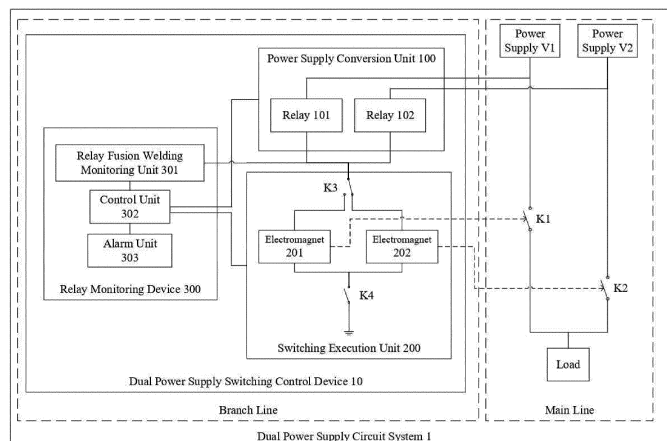 Power
Supply V1
Power
Supply V2
Power Supply Conversion Unit 100
Relay 101
Relay 102
Relay Fusion Welding
Monitoring Unit 301
Control Unit
302
Alarm Unit
303
Relay Monitoring Device 300
K3
Electromagnet
201
Electromagnet
202
K4
Switching Execution Unit 200
K1
K2
Load
Dual Power Supply Switching Control Device 10
Branch Line
Main Line
Dual Power Supply Circuit System 1